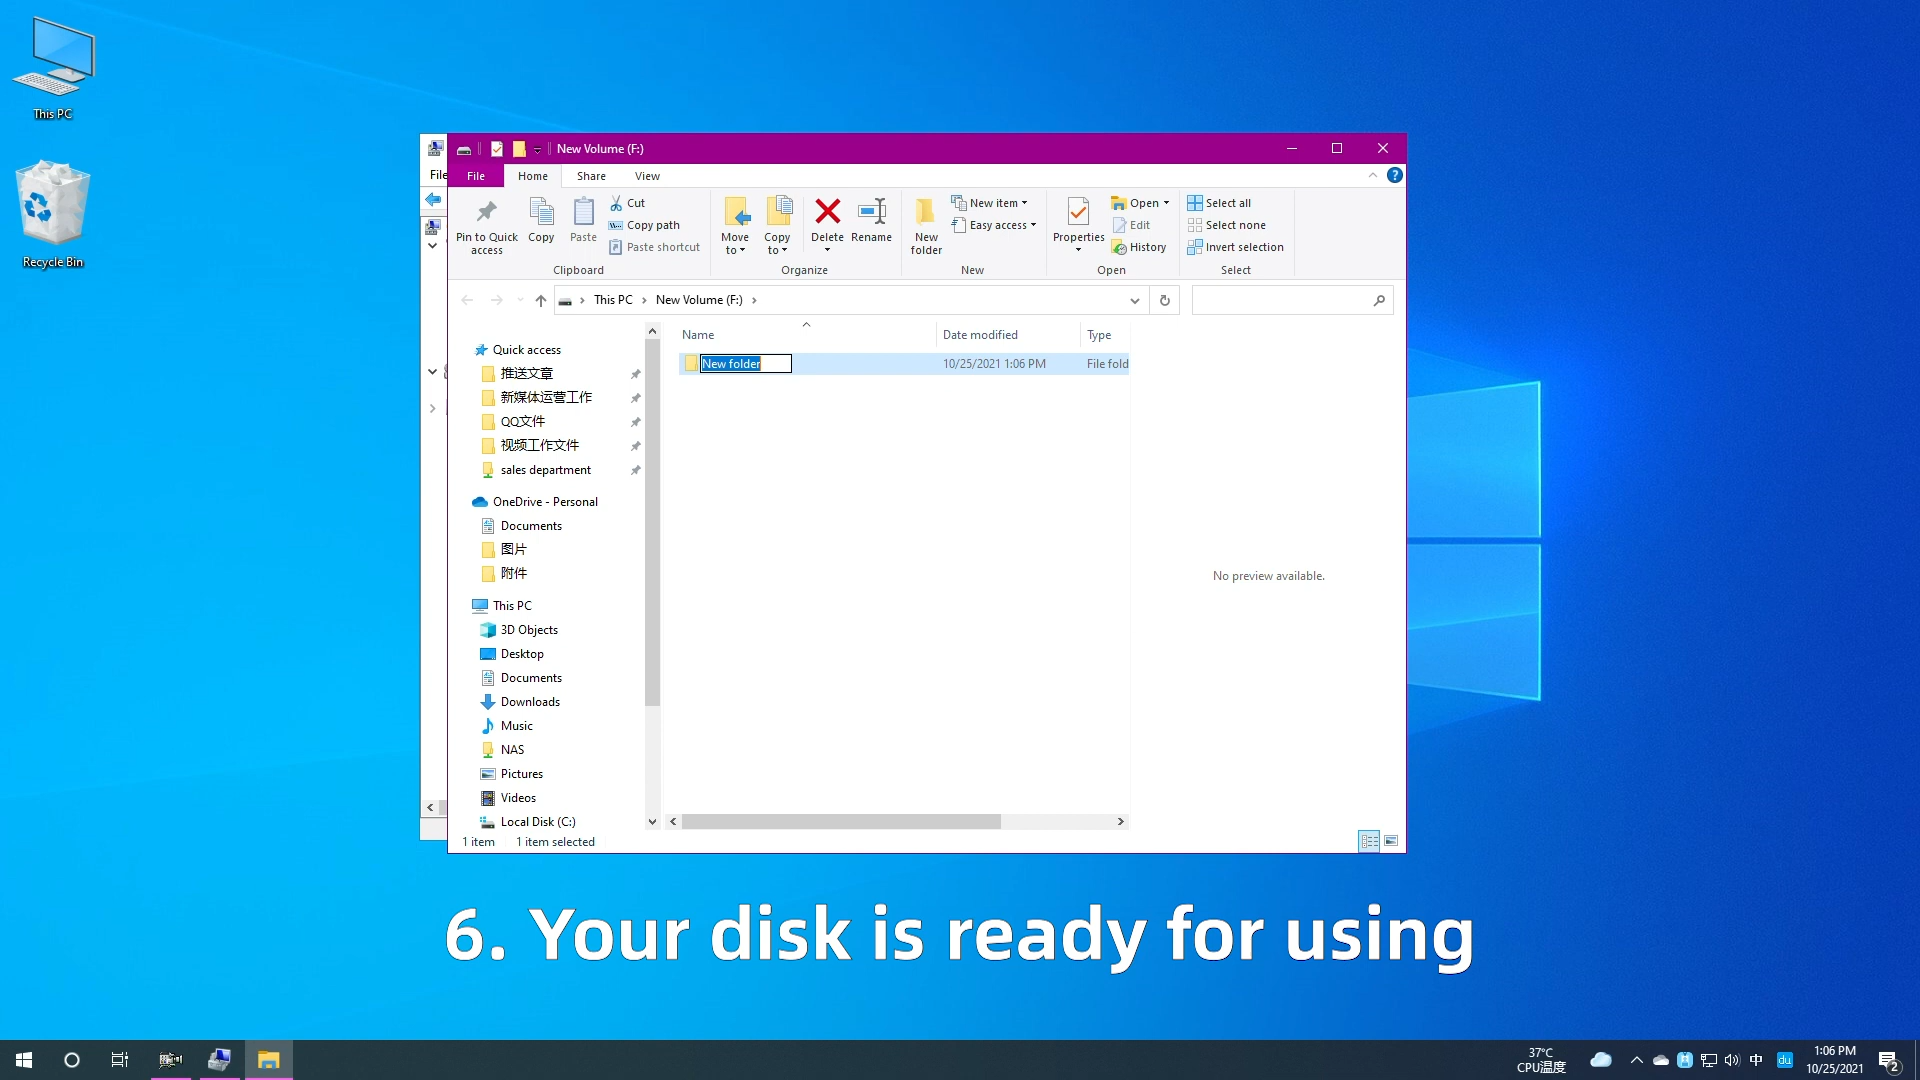 This PC
Recycle Bin
File
New Volume (F:)
File
Home
Share
View
Pin to Quick access
Copy
Paste
Cut
Copy path
Paste shortcut
Clipboard
Move to
Copy to
Delete
Rename
Organize
New folder
New item
Easy access
New
Properties
Open
Edit
History
Open
Select all
Select none
Invert selection
Select
This PC
New Volume (F:)
Quick access
推送文章
新媒体运营工作
QQ文件
视频工作文件
sales department
OneDrive - Personal
Documents
图片
附件
This PC
3D Objects
Desktop
Documents
Downloads
Music
NAS
Pictures
Videos
Local Disk (C:)
Name
Date modified
Type
New folder
10/25/2021 1:06 PM
File fold
No preview available.
1 item
1 item selected
6. Your disk is ready for using
37°C
CPU温度
中
du
1:06 PM
10/25/2021
2